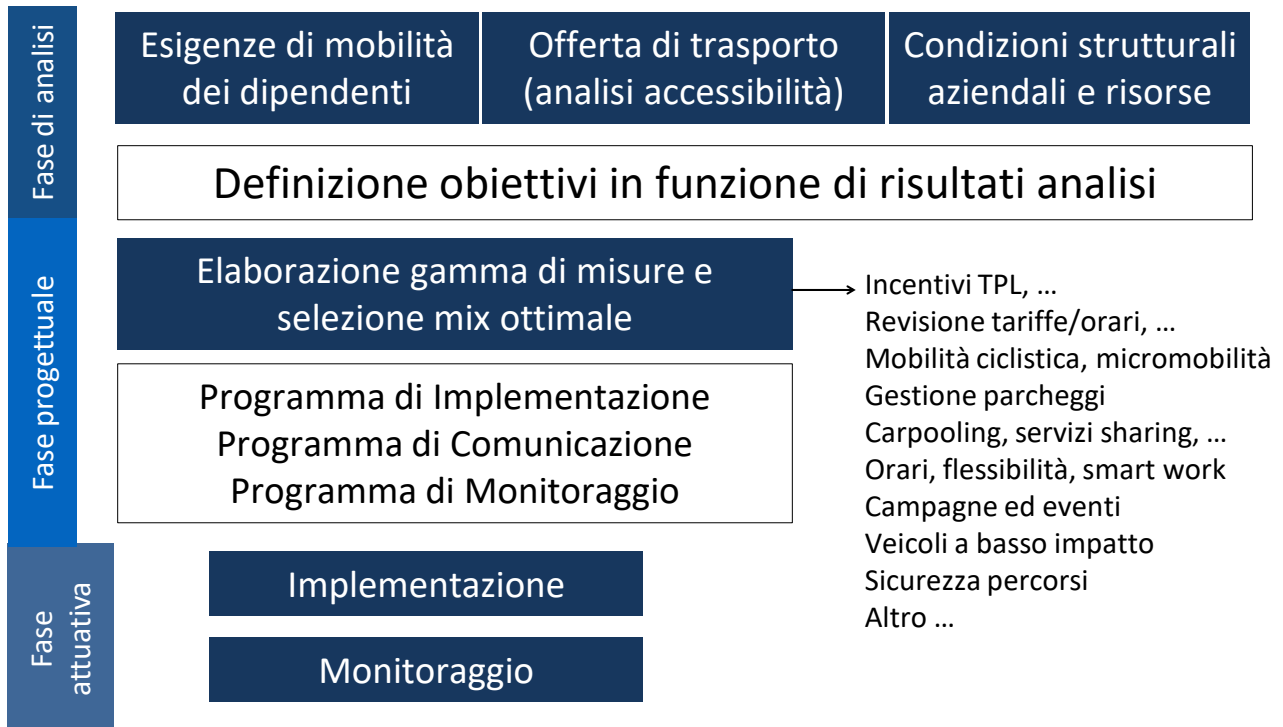 Fase di analisi
Esigenze di mobilità
dei dipendenti
Offerta di trasporto
(analisi accessibilità)
Condizioni strutturali
aziendali e risorse
Definizione obiettivi in funzione di risultati analisi
Fase progettuale
Elaborazione gamma di misure e
selezione mix ottimale
Programma di Implementazione
Programma di Comunicazione
Programma di Monitoraggio
Incentivi TPL, …
Revisione tariffe/orari, …
Mobilità ciclistica, micromobilità
Gestione parcheggi
Carpooling, servizi sharing, …
Orari, flessibilità, smart work
Campagne ed eventi
Veicoli a basso impatto
Sicurezza percorsi
Altro …
Fase
attuativa
Implementazione
Monitoraggio